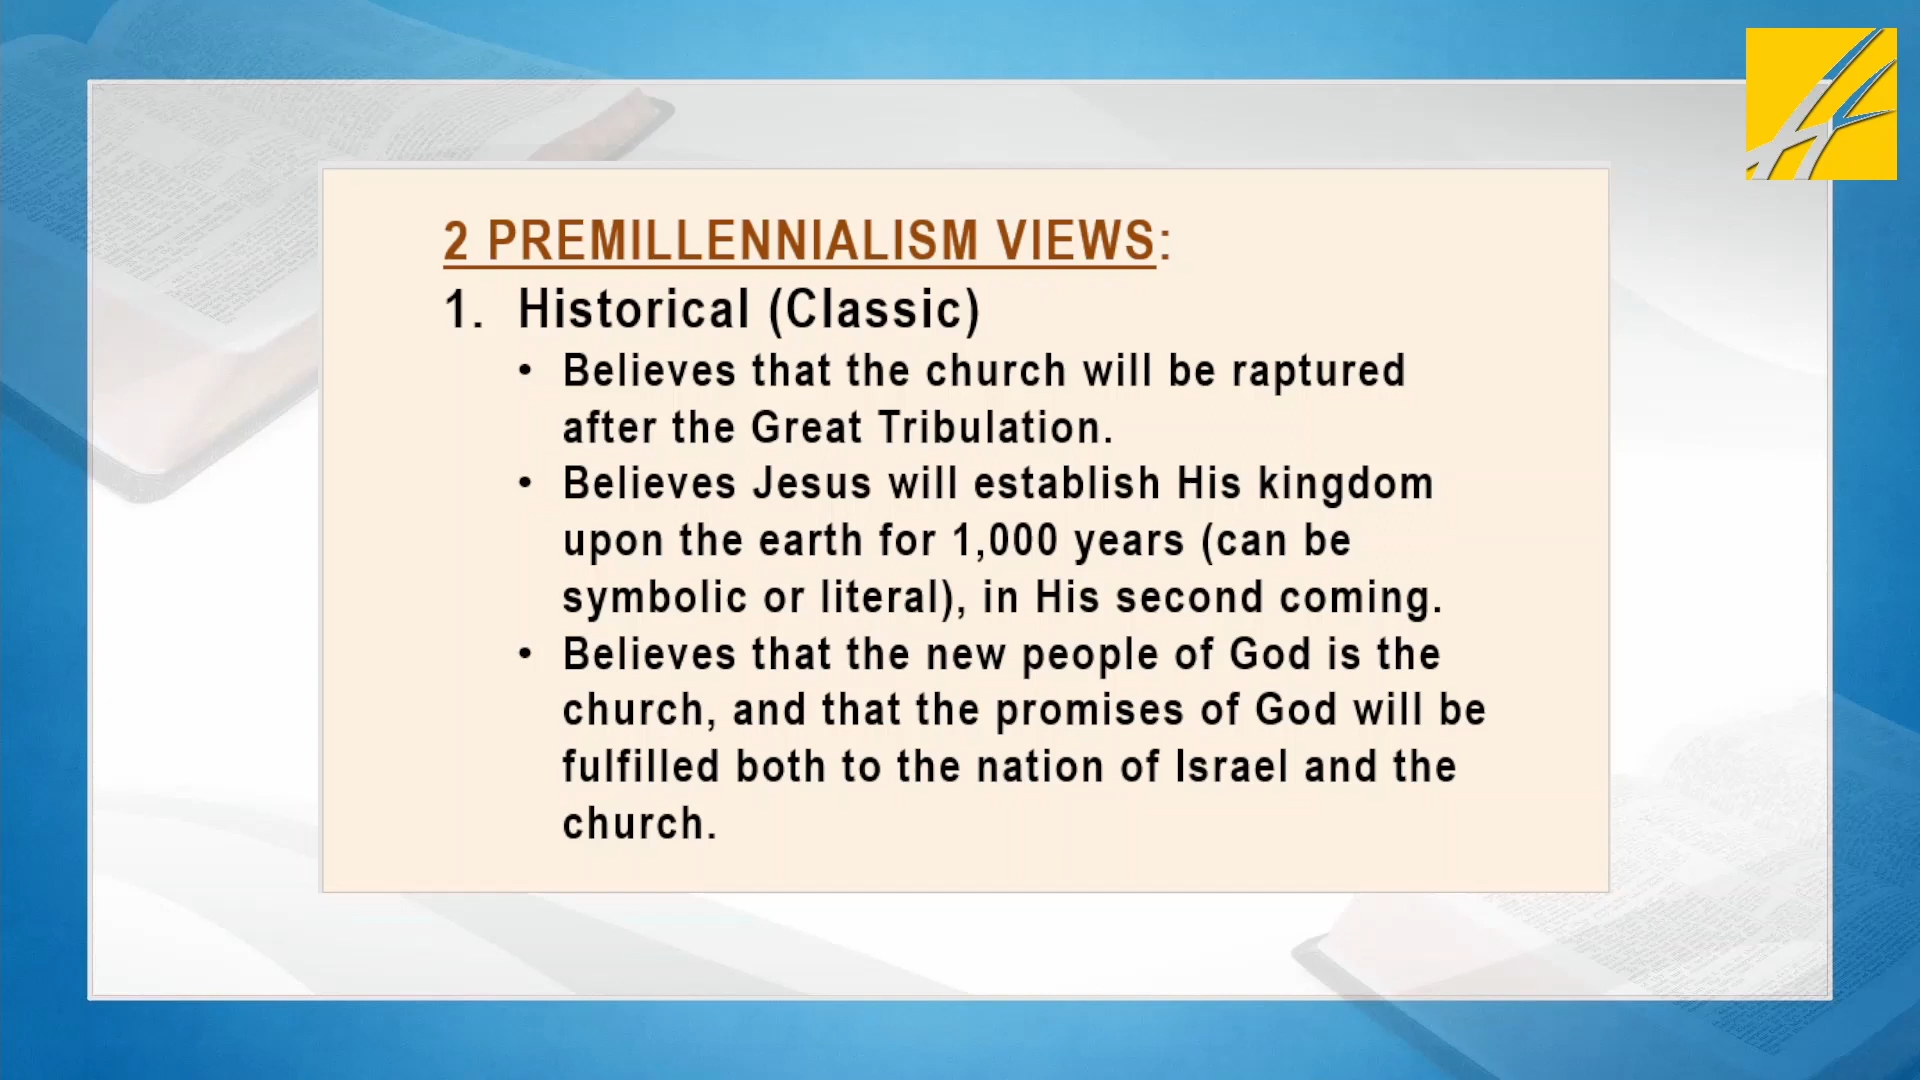 2 PREMILLENNIALISM VIEWS:
1. Historical (Classic)
• Believes that the church will be raptured
after the Great Tribulation.
• Believes Jesus will establish His kingdom
upon the earth for 1,000 years (can be
symbolic or literal), in His second coming.
• Believes that the new people of God is the
church, and that the promises of God will be
fulfilled both to the nation of Israel and the
church.